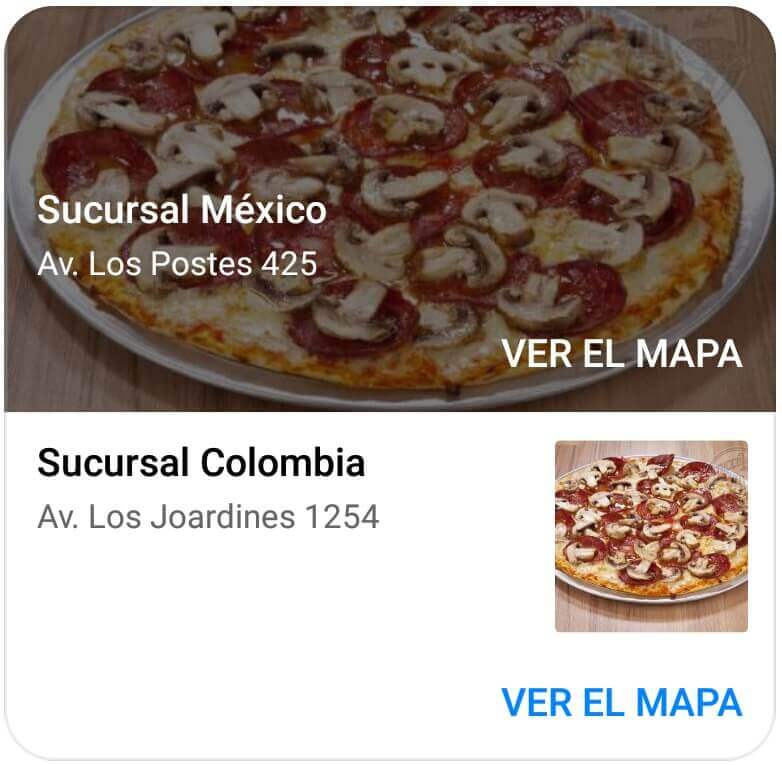 Sucursal México
Av. Los Postes 425
VER EL MAPA
Sucursal Colombia
Av. Los Joardines 1254
VER EL MAPA